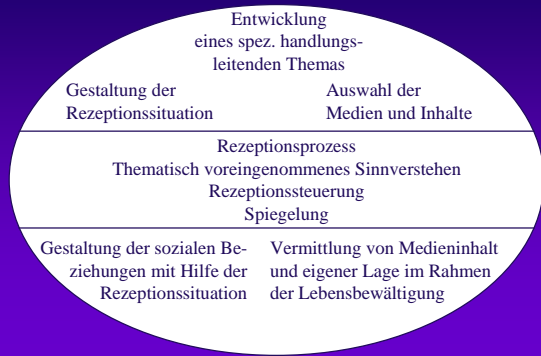 Entwicklung
eines spez. handlungs-
leitenden Themas
Gestaltung der
Rezeptionssituation
Auswahl der
Medien und Inhalte
Rezeptionsprozess
Thematisch voreingenommenes Sinnverstehen
Rezeptionssteuerung
Spiegelung
Gestaltung der sozialen Be-
ziehungen mit Hilfe der
Rezeptionssituation
Vermittlung von Medieninhalt
und eigener Lage im Rahmen
der Lebensbewältigung